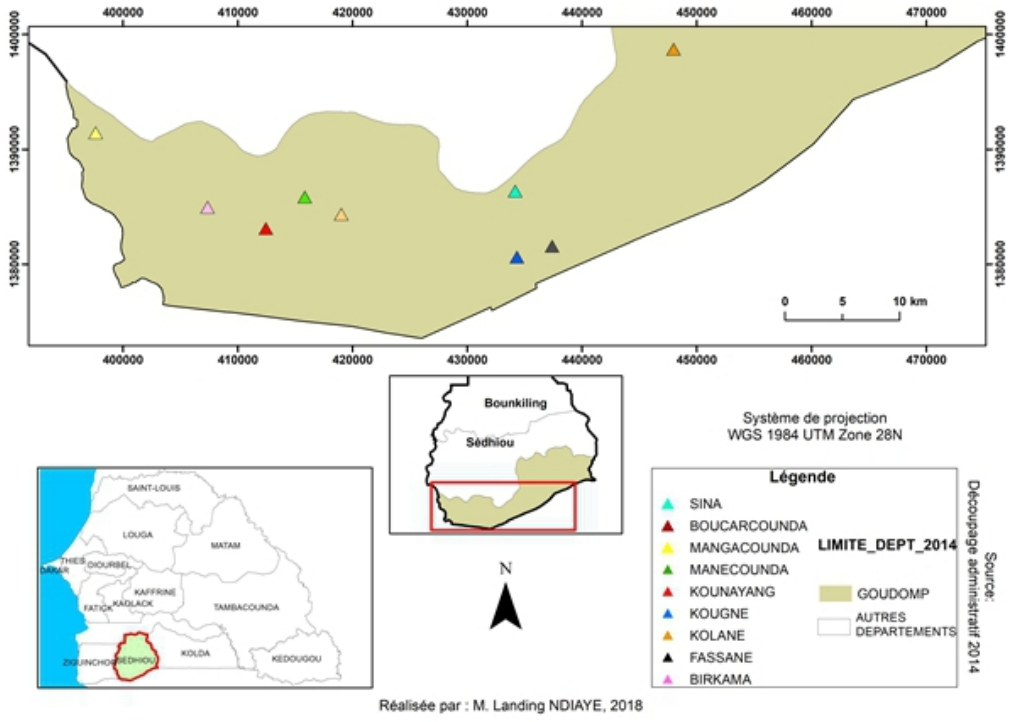 400000 410000 420000 430000 440000 450000 460000 470000
1400000 1400000
1390000 1390000
1380000 1380000
0 5 10 km
400000 410000 420000 430000 440000 450000 460000 470000
Bounkiling
Sédhiou
Système de projection
WGS 1984 UTM Zone 28N
SAINT-LOUIS
LOUGA
MATAM
THIES
DIOURBEL
DAKAR
KAFFRINE
FATICK
KAOLACK
TAMBACOUNDA
ZIGUINCHOR
SEDHIOU
KOLDA
KEDOUGOU
N
Légende
SINA
BOUCARCOUNDA
MANGACOUNDA
MANECOUNDA
KOUNAYANG
KOUGNE
KOLANE
FASSANE
BIRKAMA
LIMITE_DEPT_2014
GOUDOMP
AUTRES
DEPARTEMENTS
Source:
Découpage administratif 2014
Réalisée par : M. Landing NDIAYE, 2018